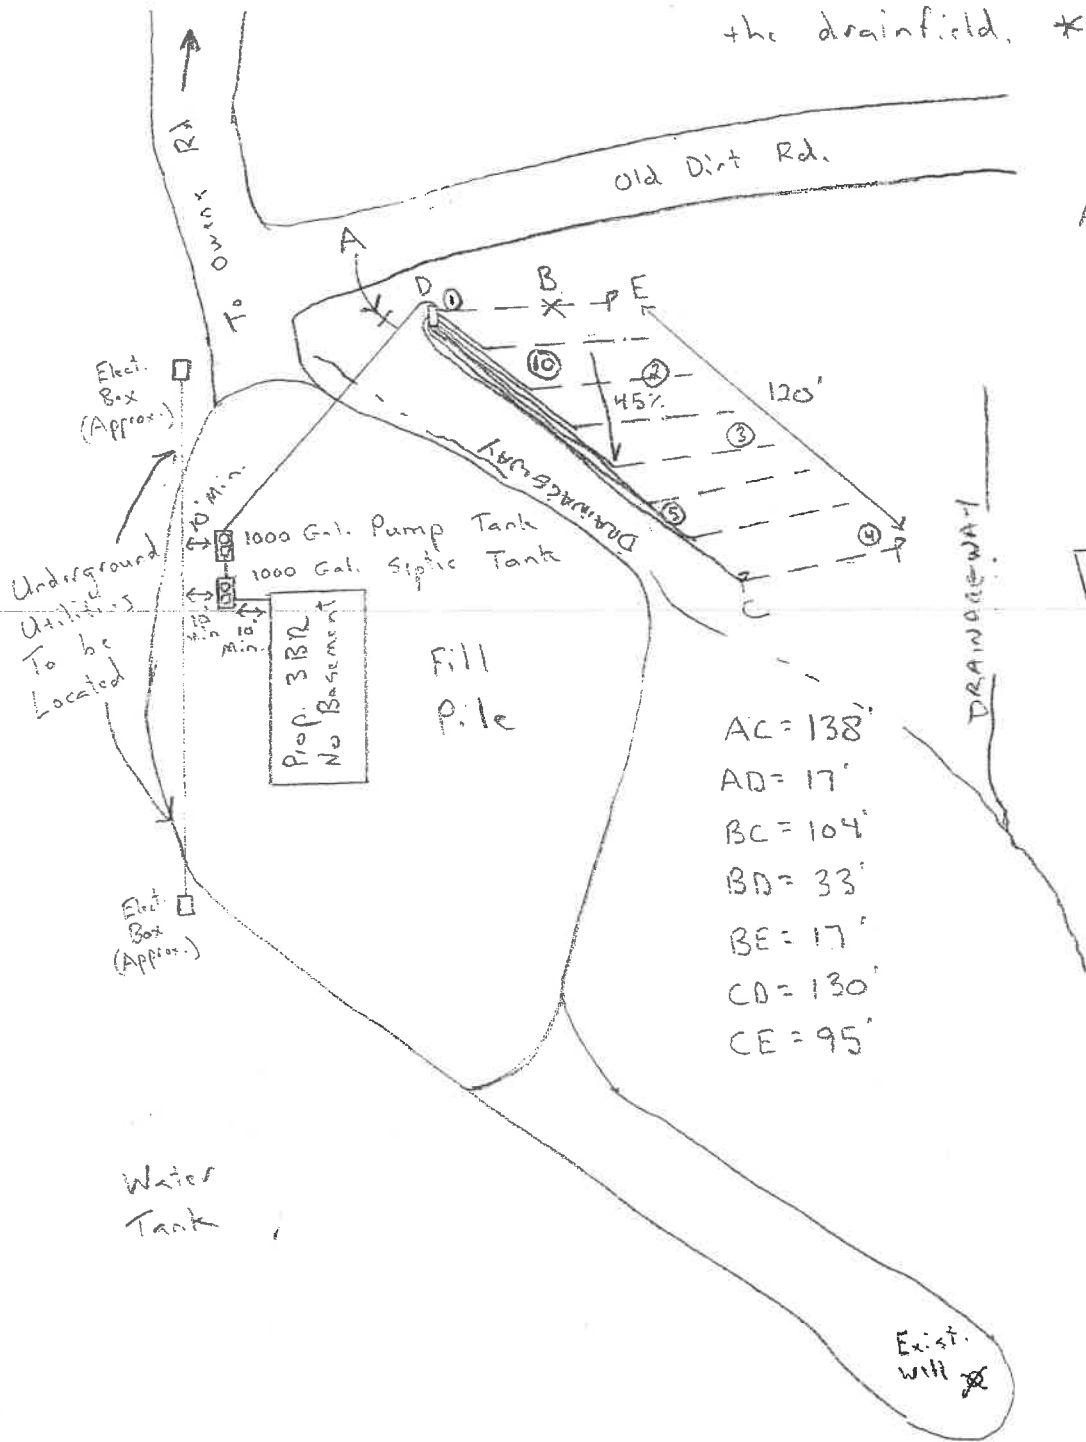 the drainfield. *
To Owens Rd
Old Dirt Rd.
A
D
①
B
E
⑩
②
45%
120'
③
⑤
④
C
DRAINAGEWAY
DRAINAGEWAY
Elect.
Box
(Approx.)
10' Min
1000 Gal. Pump Tank
1000 Gal. Septic Tank
10'
Min
10'
Min.
Underground
Utilities
To be
Located
Prop. 3BR
No Basement
Fill
Pile
AC = 138'
AD = 17'
BC = 104'
BD = 33'
BE = 17'
CD = 130'
CE = 95'
Elect.
Box
(Approx.)
Water
Tank
Exist.
well